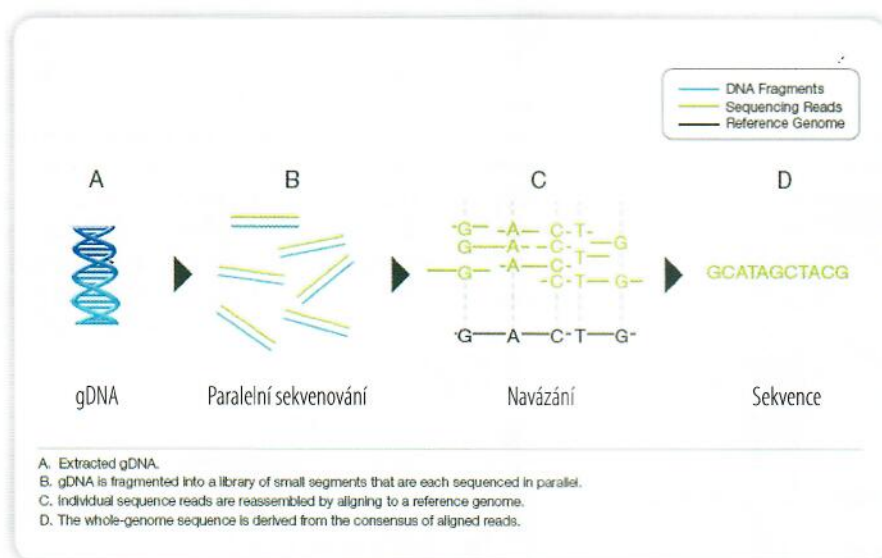 DNA Fragments
Sequencing Reads
Reference Genome
A
B
C
D
-G— -A— -C-T-
G—A--C- —G
-A—C-T—
—G— -C-T—G—
GCATAGCTACG
·G—A—C-T—G-
gDNA
Paralelní sekvenování
Navázání
Sekvence
A. Extracted gDNA.
B. gDNA is fragmented into a library of small segments that are each sequenced in parallel.
C. Individual sequence reads are reassembled by aligning to a reference genome.
D. The whole-genome sequence is derived from the consensus of aligned reads.